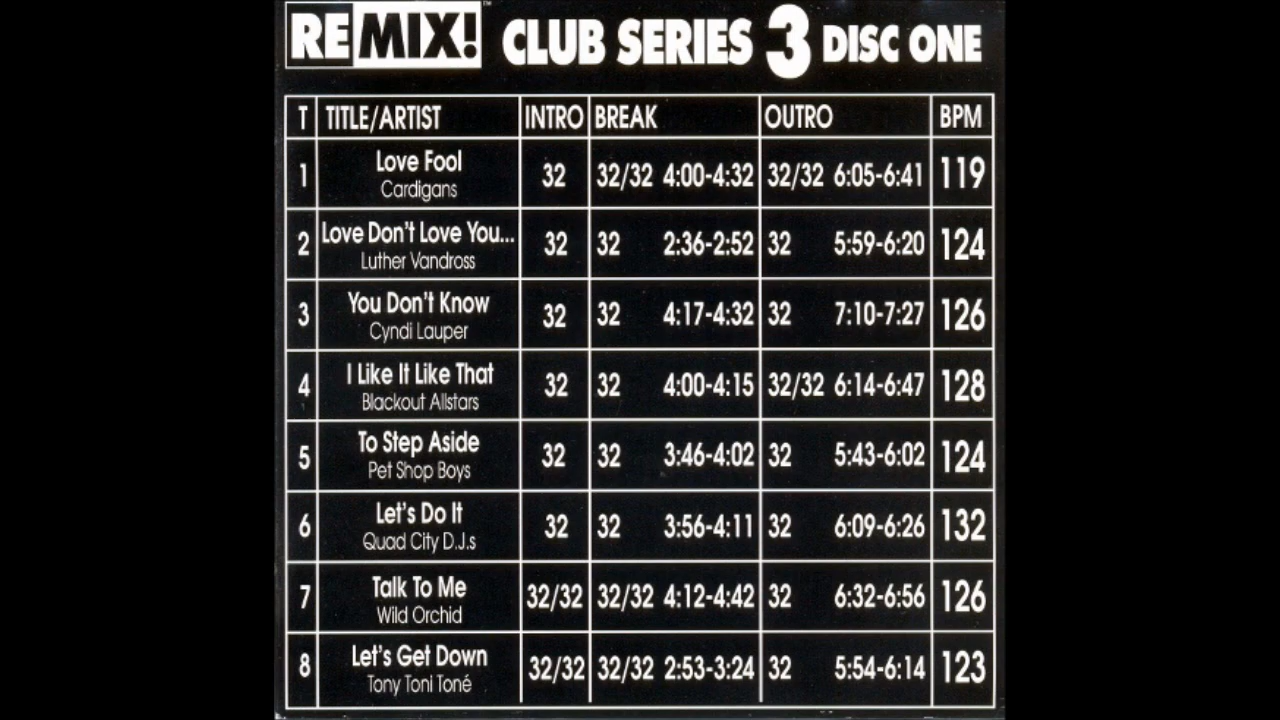 REMIX!™ CLUB SERIES 3 DISC ONE
T TITLE/ARTIST INTRO BREAK OUTRO BPM
1 Love Fool 32 32/32 4:00-4:32 32/32 6:05-6:41 119
Cardigans
2 Love Don't Love You... 32 32 2:36-2:52 32 5:59-6:20 124
Luther Vandross
3 You Don't Know 32 32 4:17-4:32 32 7:10-7:27 126
Cyndi Lauper
4 I Like It Like That 32 32 4:00-4:15 32/32 6:14-6:47 128
Blackout Allstars
5 To Step Aside 32 32 3:46-4:02 32 5:43-6:02 124
Pet Shop Boys
6 Let's Do It 32 32 3:56-4:11 32 6:09-6:26 132
Quad City D.J.s
7 Talk To Me 32/32 32/32 4:12-4:42 32 6:32-6:56 126
Wild Orchid
8 Let's Get Down 32/32 32/32 2:53-3:24 32 5:54-6:14 123
Tony Toni Toné